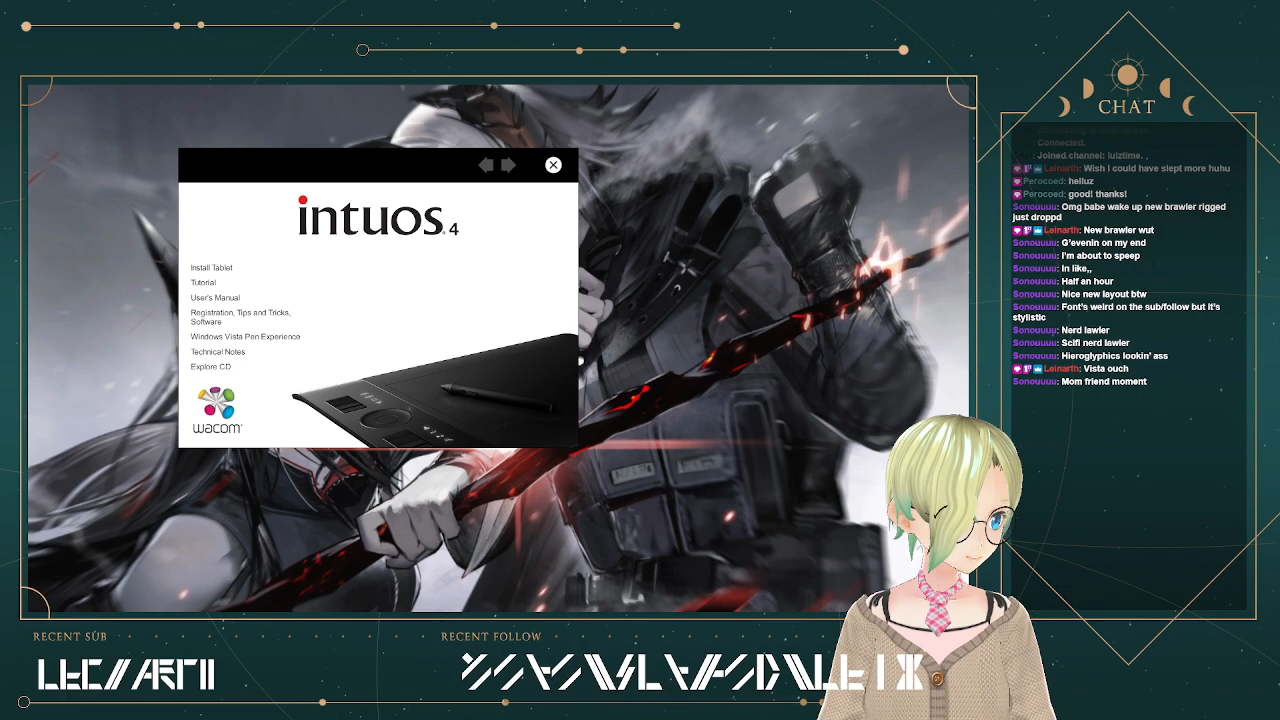 CHAT
Connected.
: Joined channel: lulztime. ,
Leinarth: Wish I could have slept more huhu
Perocoed: helluz
Perocoed: good! thanks!
Sonouuuu: Omg babe wake up new brawler rigged
just droppd
Leinarth: New brawler wut
Sonouuuu: G'evenin on my end
Sonouuuu: I'm about to speep
Sonouuuu: In like,,
Sonouuuu: Half an hour
Sonouuuu: Nice new layout btw
Sonouuuu: Font's weird on the sub/follow but it's
stylistic
Sonouuuu: Nerd lawler
Sonouuuu: Scifi nerd lawler
Sonouuuu: Hieroglyphics lookin' ass
Leinarth: Vista ouch
Sonouuuu: Mom friend moment
intuos 4
Install Tablet
Tutorial
User's Manual
Registration, Tips and Tricks,
Software
Windows Vista Pen Experience
Technical Notes
Explore CD
wacom
RECENT SUB
RECENT FOLLOW